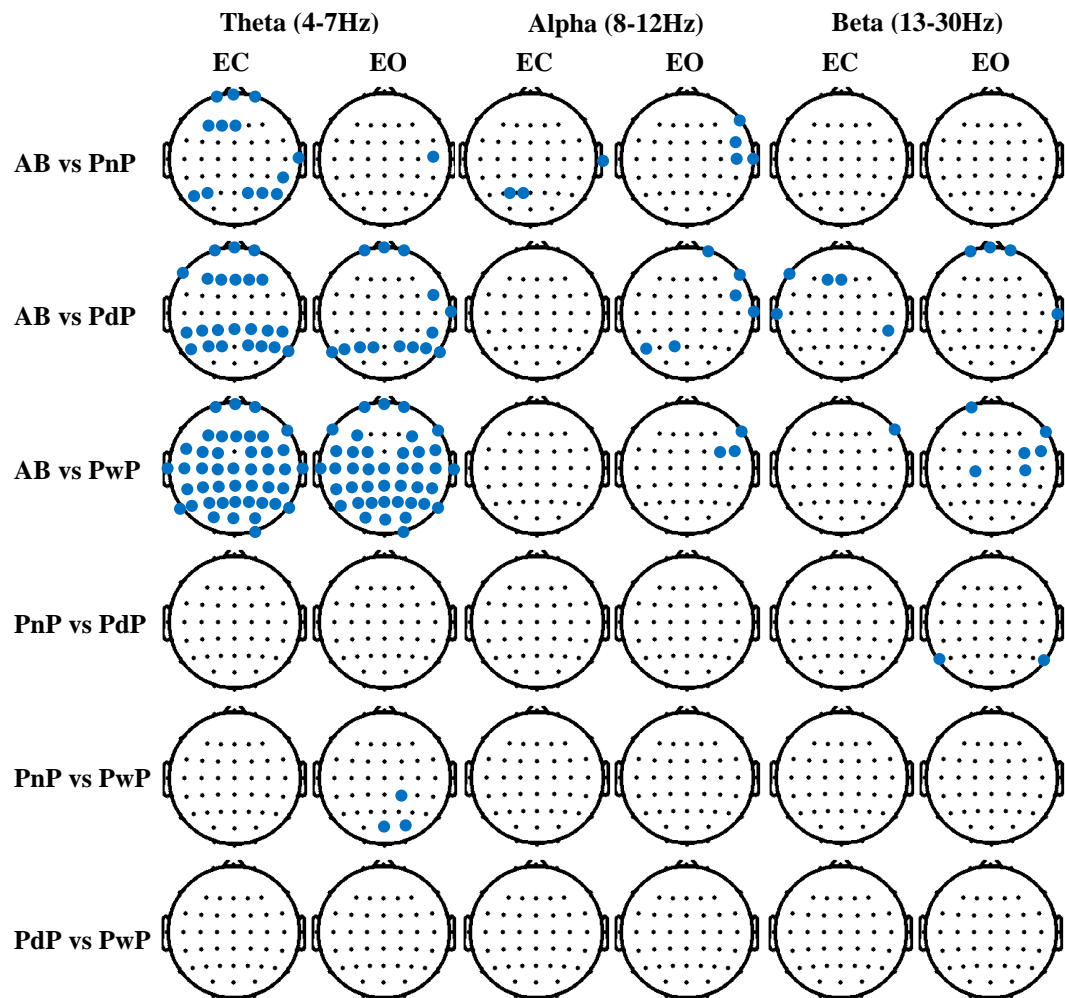 Theta (4-7Hz) Alpha (8-12Hz) Beta (13-30Hz)
EC EO EC EO EC EO
AB vs PnP
AB vs PdP
AB vs PwP
PnP vs PdP
PnP vs PwP
PdP vs PwP